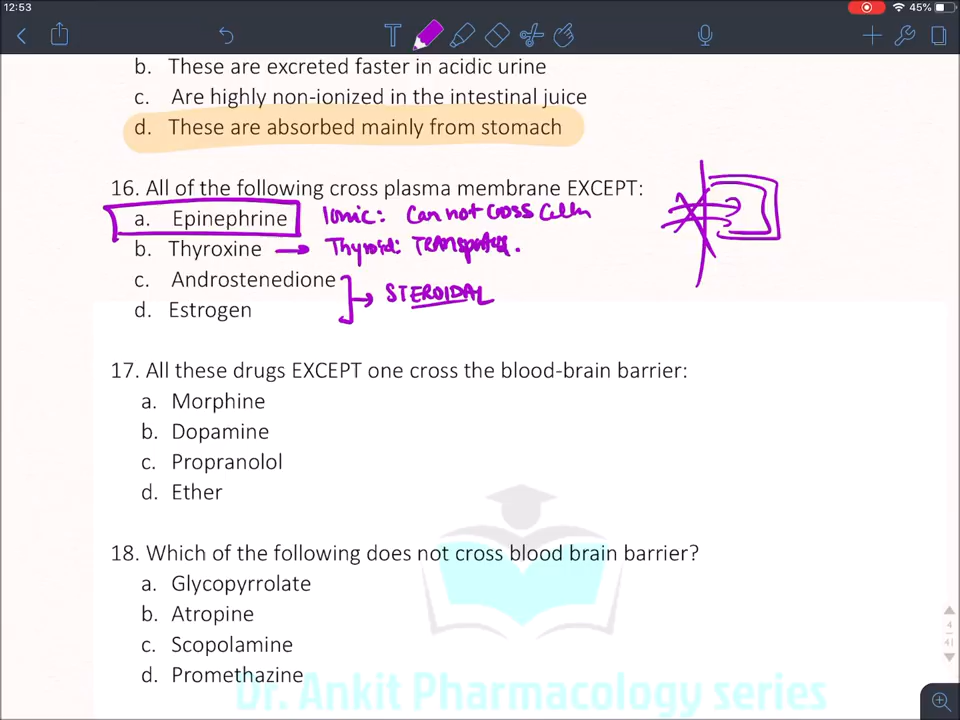 12:53
45%
b. These are excreted faster in acidic urine
c. Are highly non-ionized in the intestinal juice
d. These are absorbed mainly from stomach
16. All of the following cross plasma membrane EXCEPT:
a. Epinephrine Ionic: Can not cross Cell
b. Thyroxine → Thyroid: TRANSPORTER.
c. Androstenedione
→ STEROIDAL
d. Estrogen
17. All these drugs EXCEPT one cross the blood-brain barrier:
a. Morphine
b. Dopamine
c. Propranolol
d. Ether
18. Which of the following does not cross blood brain barrier?
a. Glycopyrrolate
b. Atropine
c. Scopolamine
4
41
d. Promethazine
Dr. Ankit Pharmacology series